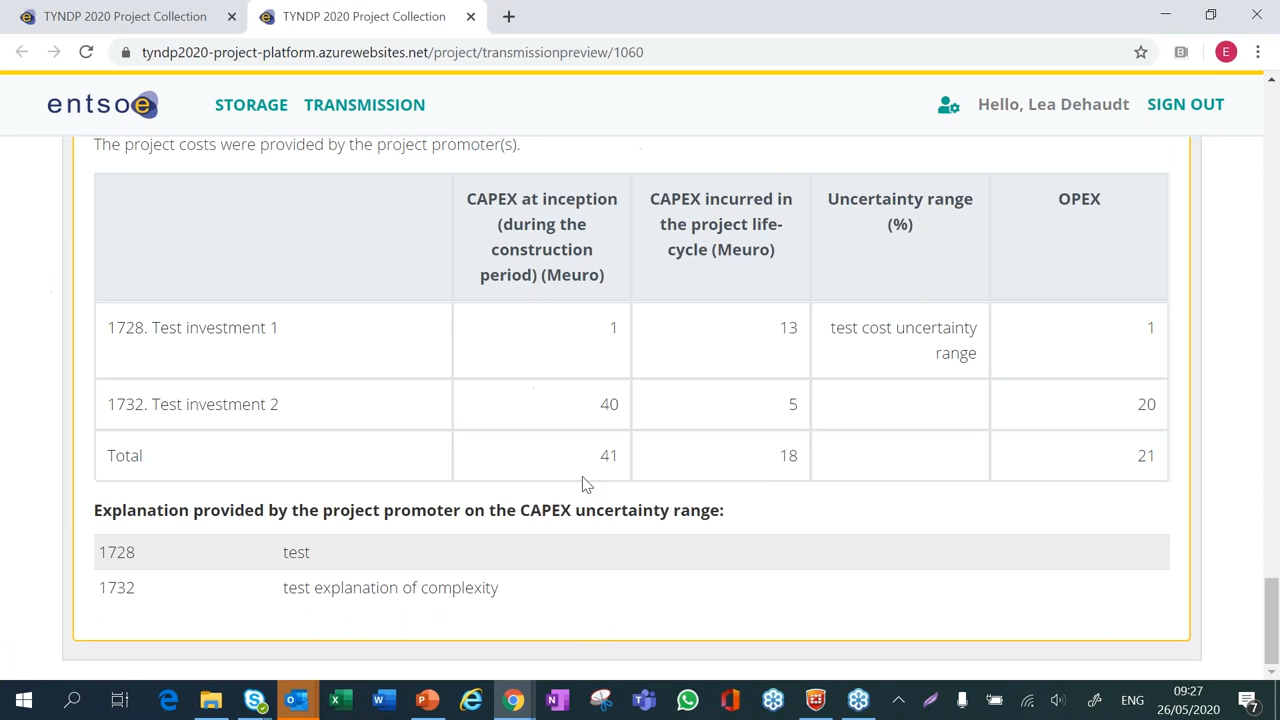 TYNDP 2020 Project Collection
TYNDP 2020 Project Collection
tyndp2020-project-platform.azurewebsites.net/project/transmissionpreview/1060
B
E
entsoe
STORAGE
TRANSMISSION
Hello, Lea Dehaudt
SIGN OUT
The project costs were provided by the project promoter(s).
CAPEX at inception
(during the
construction
period) (Meuro)
CAPEX incurred in
the project life-
cycle (Meuro)
Uncertainty range
(%)
OPEX
1728. Test investment 1
1
13
test cost uncertainty
range
1
1732. Test investment 2
40
5
20
Total
41
18
21
Explanation provided by the project promoter on the CAPEX uncertainty range:
1728
test
1732
test explanation of complexity
ENG
09:27
26/05/2020
7